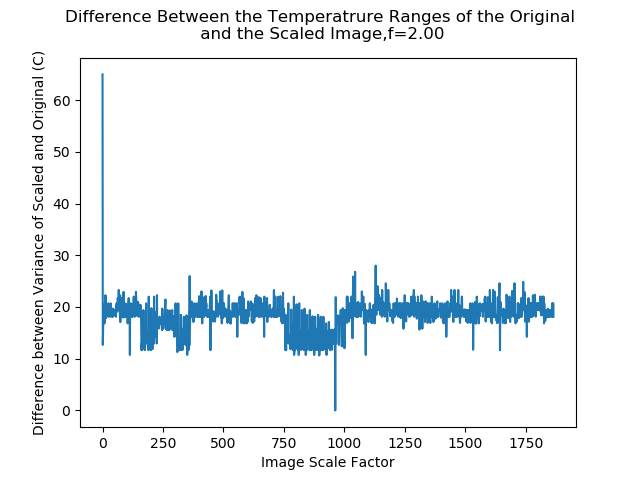 Difference Between the Temperatrure Ranges of the Original
and the Scaled Image,f=2.00
Difference between Variance of Scaled and Original (C)
60
50
40
30
20
10
0
0 250 500 750 1000 1250 1500 1750
Image Scale Factor